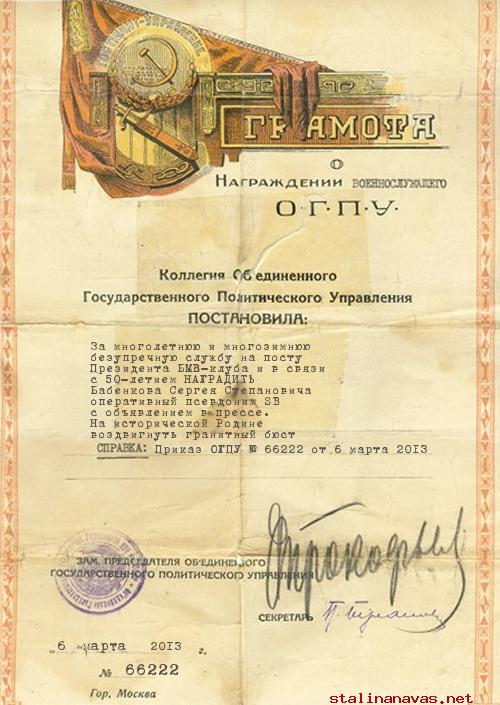 ГРАМОТА
О
НАГРАЖДЕНИИ ВОЕННОСЛУЖАЩЕГО
О·Г·П·У·
Коллегия Объединенного
Государственного Политического Управления
ПОСТАНОВИЛА:
За многолетнюю и многозимнюю
безупречную службу на посту
Президента БМВ-клуба и в связи
с 50-летием НАГРАДИТЬ
Бабенкова Сергея Степановича
оперативный псевдоним SB
с объявлением в прессе.
На исторической Родине
воздвигнуть гранитный бюст
СПРАВКА: Приказ ОГПУ № 66222 от 6 марта 2013
ЗАМ. ПРЕДСЕДАТЕЛЯ ОБ'ЕДИНЕННОГО
ГОСУДАРСТВЕННОГО ПОЛИТИЧЕСКОГО УПРАВЛЕНИЯ
СЕКРЕТАРЬ
„6 марта 2013 г.
№ 66222
Гор. Москва
stalinanavas.net